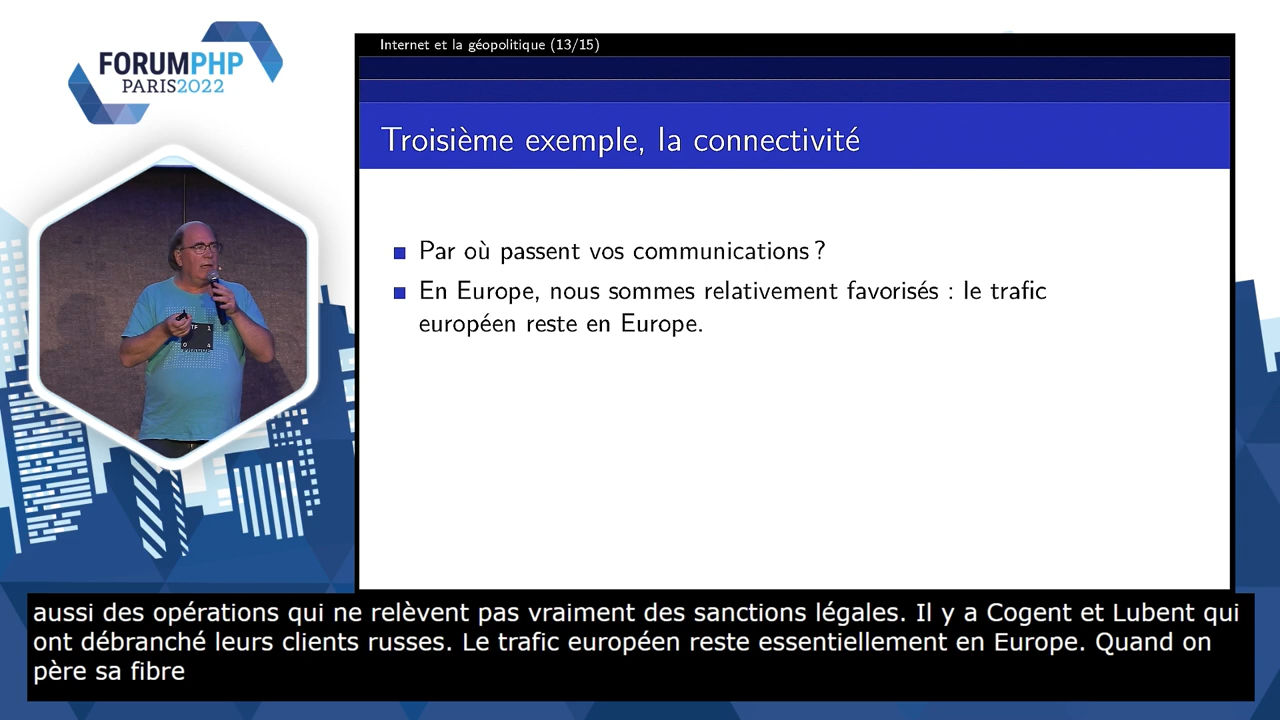 FORUMPHP
PARIS2022
Internet et la géopolitique (13/15)
Troisième exemple, la connectivité
Par où passent vos communications ?
En Europe, nous sommes relativement favorisés : le trafic
européen reste en Europe.
aussi des opérations qui ne relèvent pas vraiment des sanctions légales. Il y a Cogent et Lubent qui
ont débranché leurs clients russes. Le trafic européen reste essentiellement en Europe. Quand on
père sa fibre